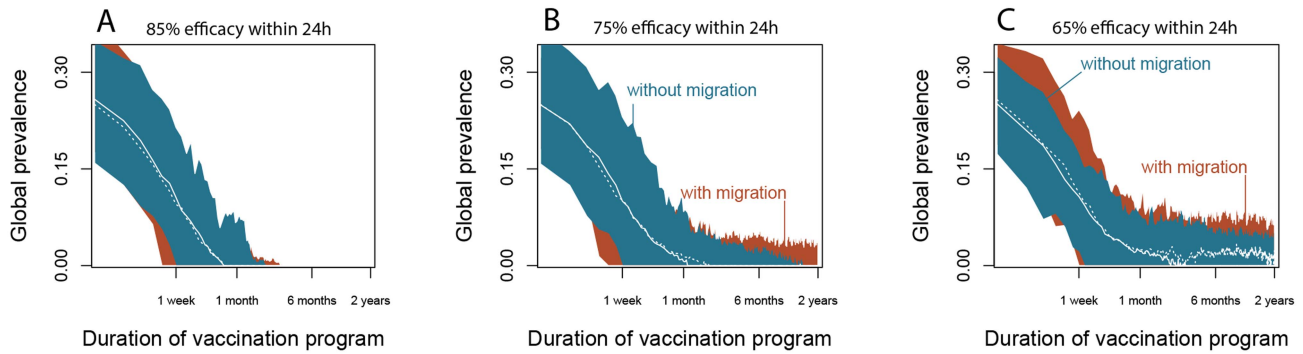 A
85% efficacy within 24h
Global prevalence
0.30
0.15
0.00
1 week
1 month
6 months
2 years
Duration of vaccination program
B
75% efficacy within 24h
Global prevalence
0.30
0.15
0.00
without migration
with migration
1 week
1 month
6 months
2 years
Duration of vaccination program
C
65% efficacy within 24h
Global prevalence
0.30
0.15
0.00
without migration
with migration
1 week
1 month
6 months
2 years
Duration of vaccination program